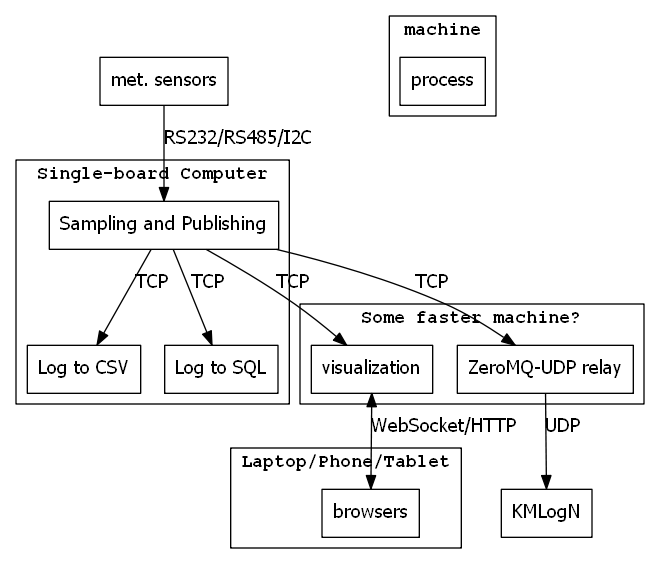 machine
process
met. sensors
RS232/RS485/I2C
Single-board Computer
Sampling and Publishing
TCP
TCP
TCP
TCP
Log to CSV
Log to SQL
Some faster machine?
visualization
ZeroMQ-UDP relay
WebSocket/HTTP
UDP
Laptop/Phone/Tablet
browsers
KMLogN